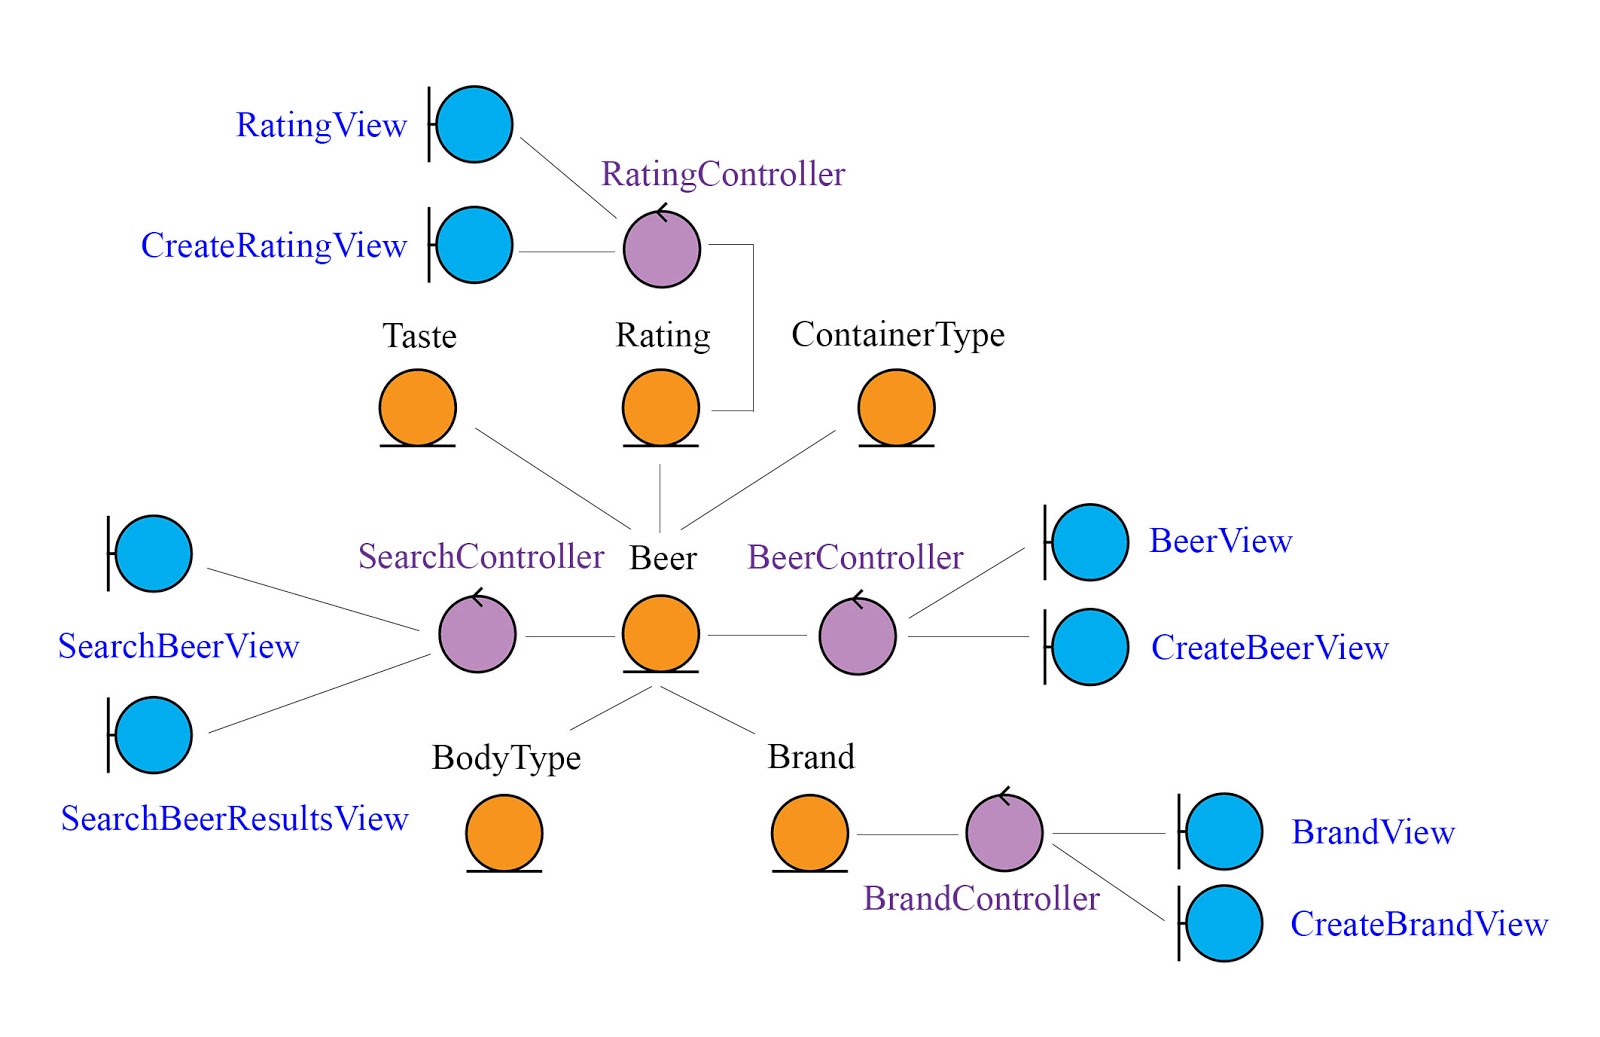 RatingView
RatingController
CreateRatingView
Taste
Rating
ContainerType
SearchController
Beer
BeerController
BeerView
SearchBeerView
CreateBeerView
BodyType
Brand
SearchBeerResultsView
BrandView
BrandController
CreateBrandView